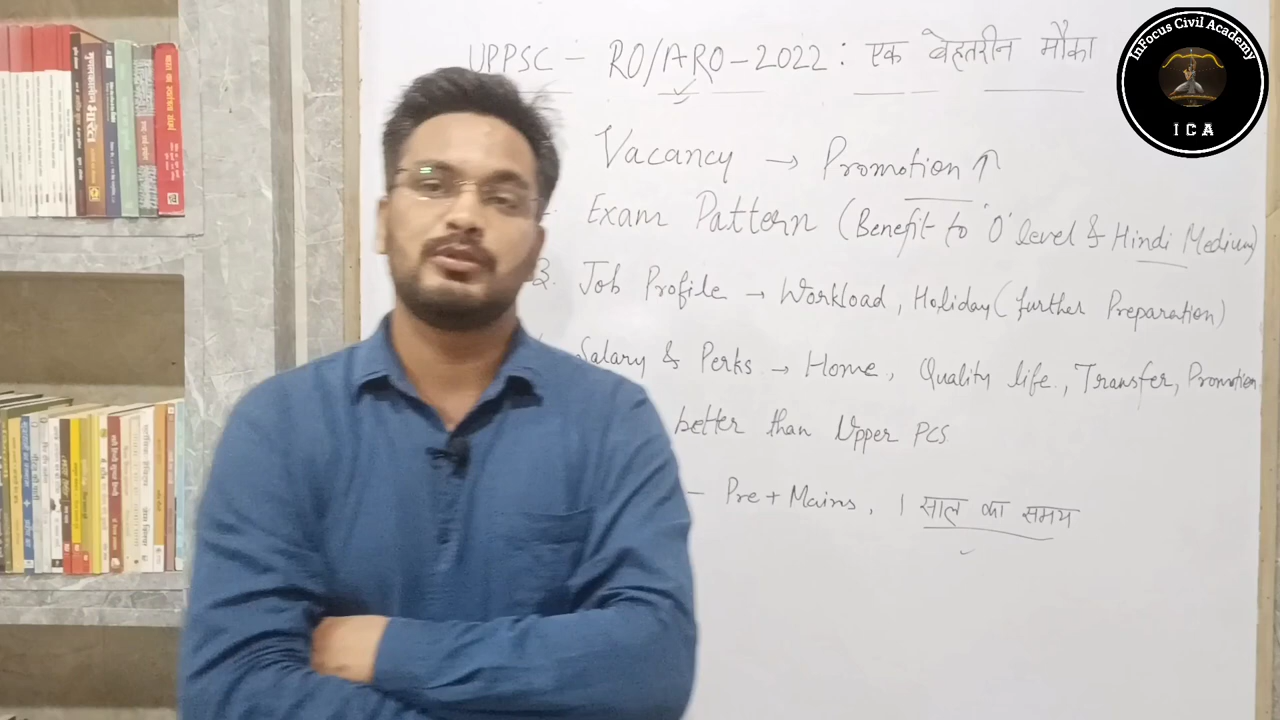 UPPSC - RO/ARO-2022 : एक बेहतरीन मौका
Vacancy → Promotion ↑
Exam Pattern (Benefit to 'O' level & Hindi Medium)
3. Job Profile → Workload, Holiday (further Preparation)
Salary & Perks → Home, Quality life, Transfer, Promotion
better than Upper PCS
- Pre + Mains, 1 साल का समय
InFocus Civil Academy
ICA